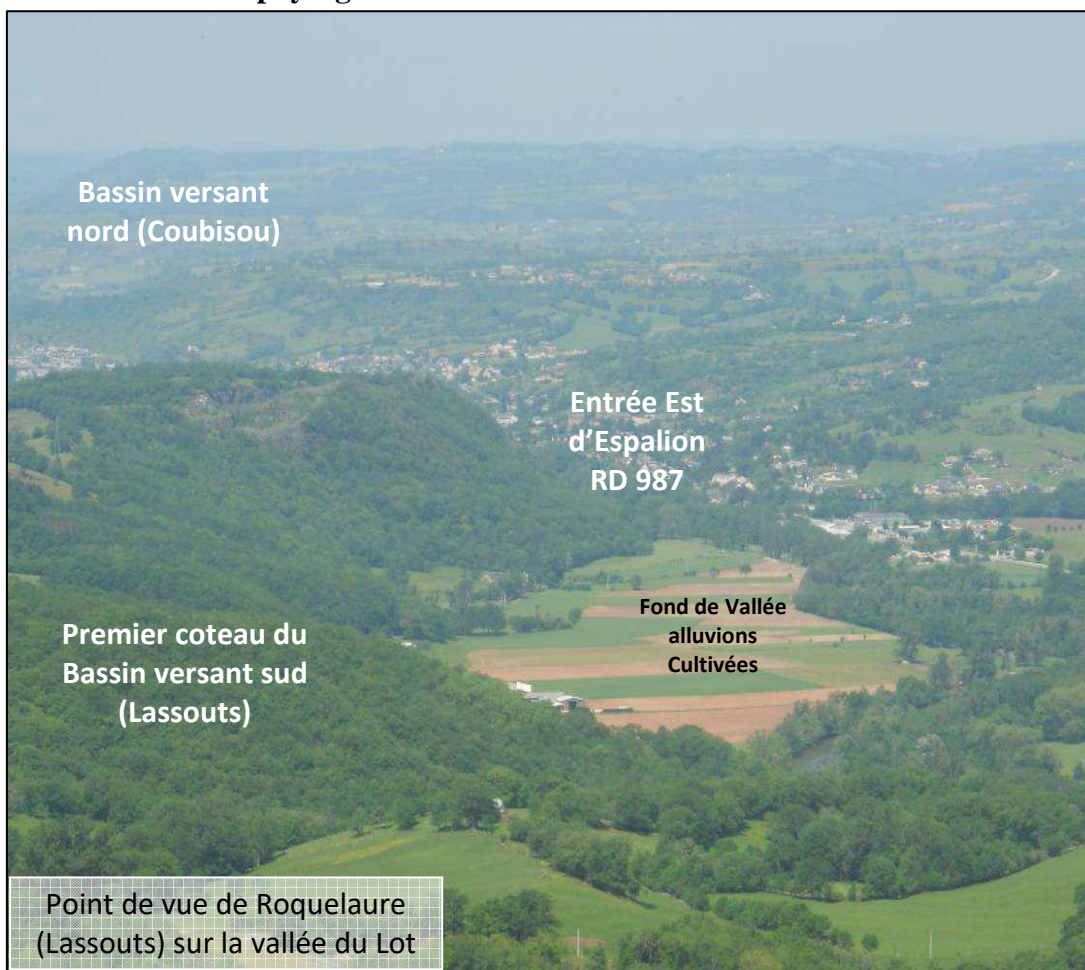 Bassin versant
nord (Coubisou)
Entrée Est
d'Espalion
RD 987
Fond de Vallée
alluvions
Cultivées
Premier coteau du
Bassin versant sud
(Lassouts)
Point de vue de Roquelaure
(Lassouts) sur la vallée du Lot